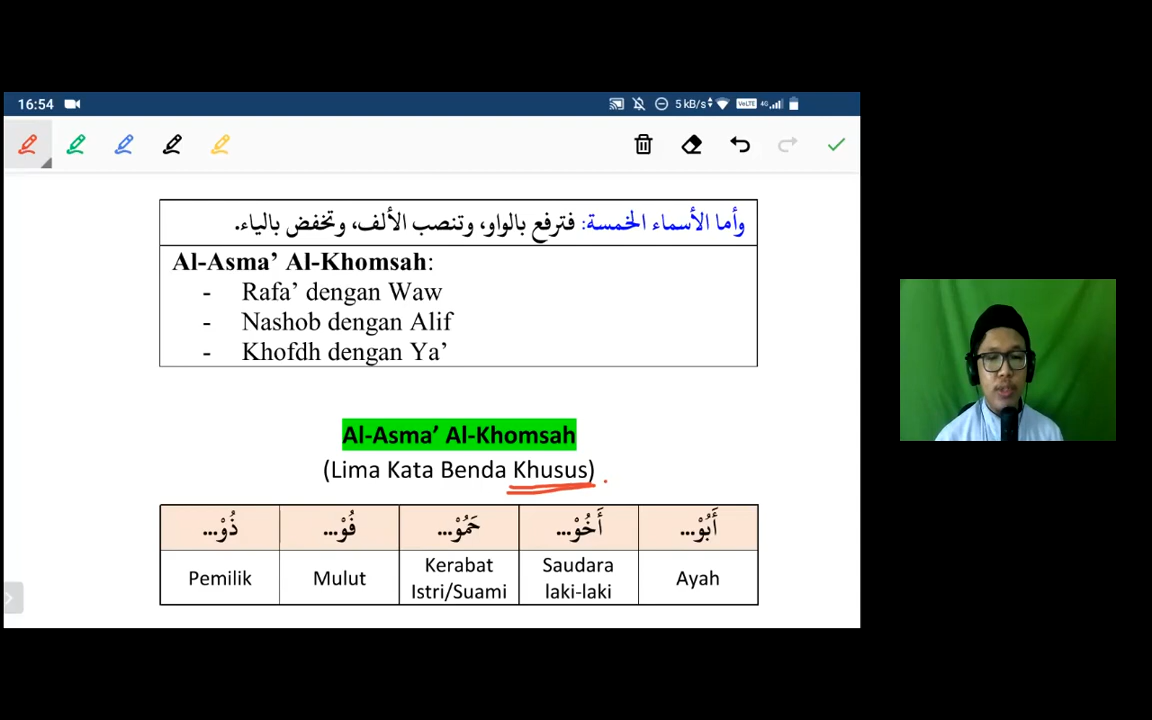 16:54
5 kB/s
VoLTE
4G
وأما الأسماء الخمسة: فترفع بالواو، وتنصب الألف، وتخفض بالياء.
Al-Asma’ Al-Khomsah:
- Rafa’ dengan Waw
- Nashob dengan Alif
- Khofdh dengan Ya’
Al-Asma’ Al-Khomsah
(Lima Kata Benda Khusus)
أَبُوْ... أَخُوْ... حَمُوْ... فُوْ... ذُوْ...
Pemilik Mulut Kerabat Istri/Suami Saudara laki-laki Ayah